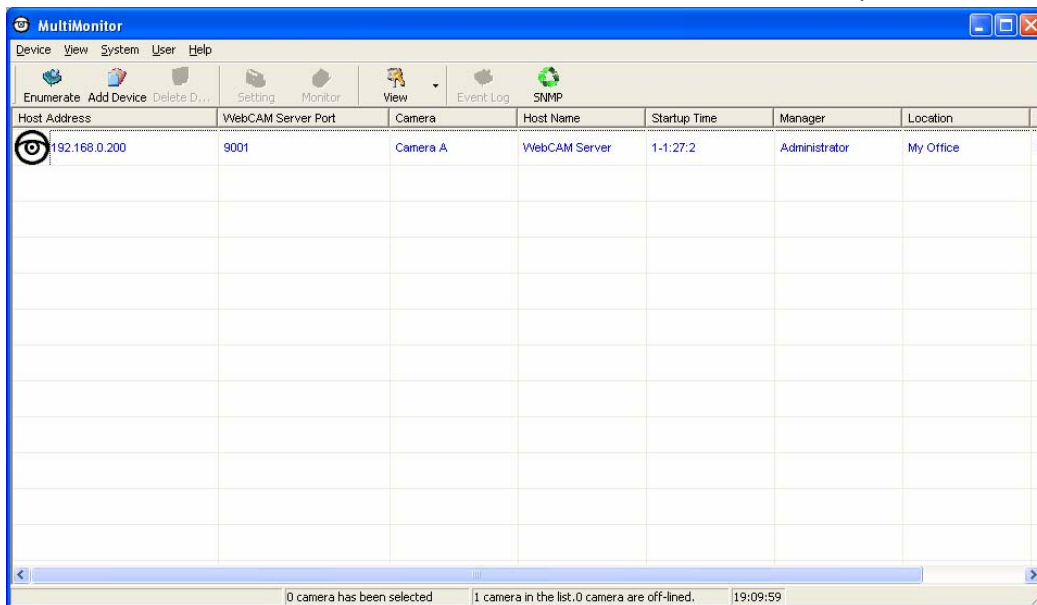 MultiMonitor
Device View System User Help
Enumerate Add Device Delete D... Setting Monitor View Event Log SNMP
Host Address WebCAM Server Port Camera Host Name Startup Time Manager Location
192.168.0.200 9001 Camera A WebCAM Server 1-1:27:2 Administrator My Office
0 camera has been selected 1 camera in the list.0 camera are off-lined. 19:09:59